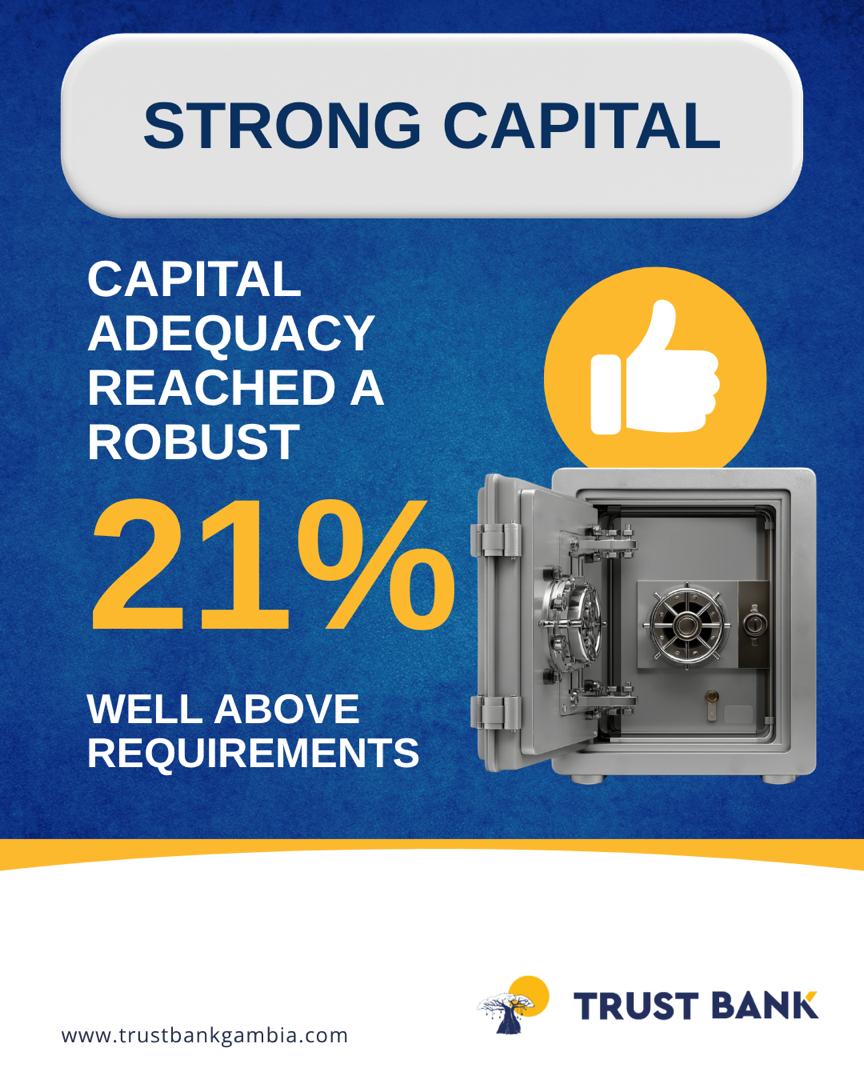 STRONG CAPITAL
CAPITAL
ADEQUACY
REACHED A
ROBUST
21%
WELL ABOVE
REQUIREMENTS
www.trustbankgambia.com
TRUST BANK